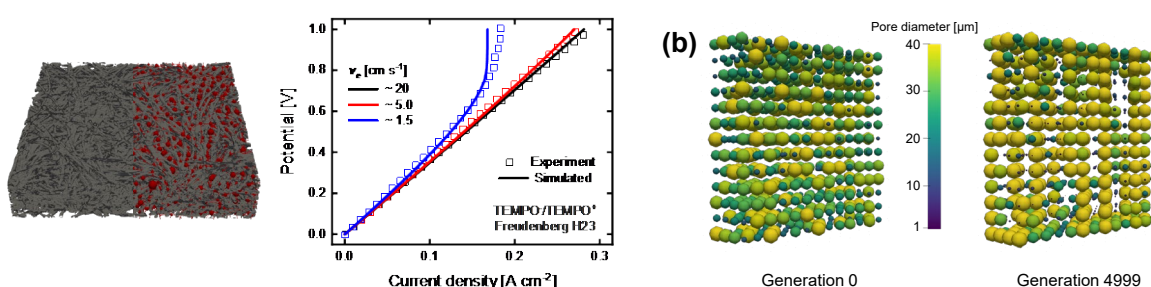 Potential [V]
1.0
0.8
0.6
0.4
0.2
0.0
vₑ [cm s⁻¹]
~ 20
~ 5.0
~ 1.5
Experiment
Simulated
TEMPO/TEMPO⁺
Freudenberg H23
0.0 0.1 0.2 0.3
Current density [A cm⁻²]
(b)
Pore diameter [µm]
40
30
20
10
1
Generation 0
Generation 4999